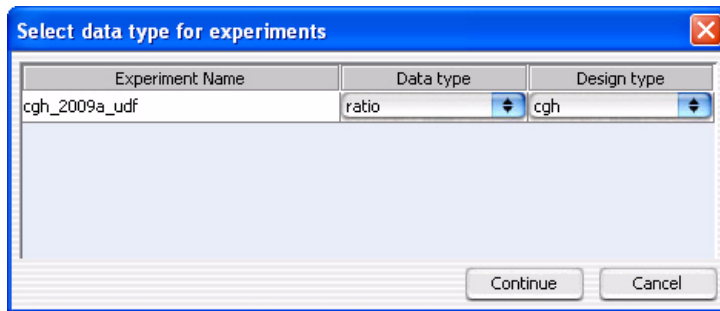 Select data type for experiments
Experiment Name Data type Design type
cgh_2009a_udf ratio cgh
Continue Cancel